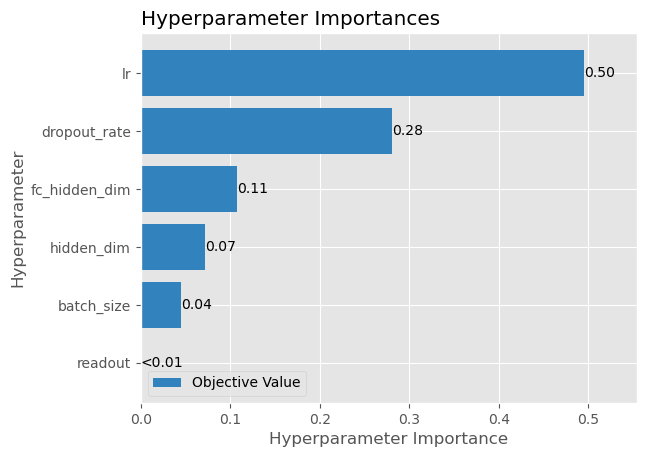 Hyperparameter Importances
Hyperparameter
lr
0.50
dropout_rate
0.28
fc_hidden_dim
0.11
hidden_dim
0.07
batch_size
0.04
readout
<0.01
Objective Value
0.0 0.1 0.2 0.3 0.4 0.5
Hyperparameter Importance